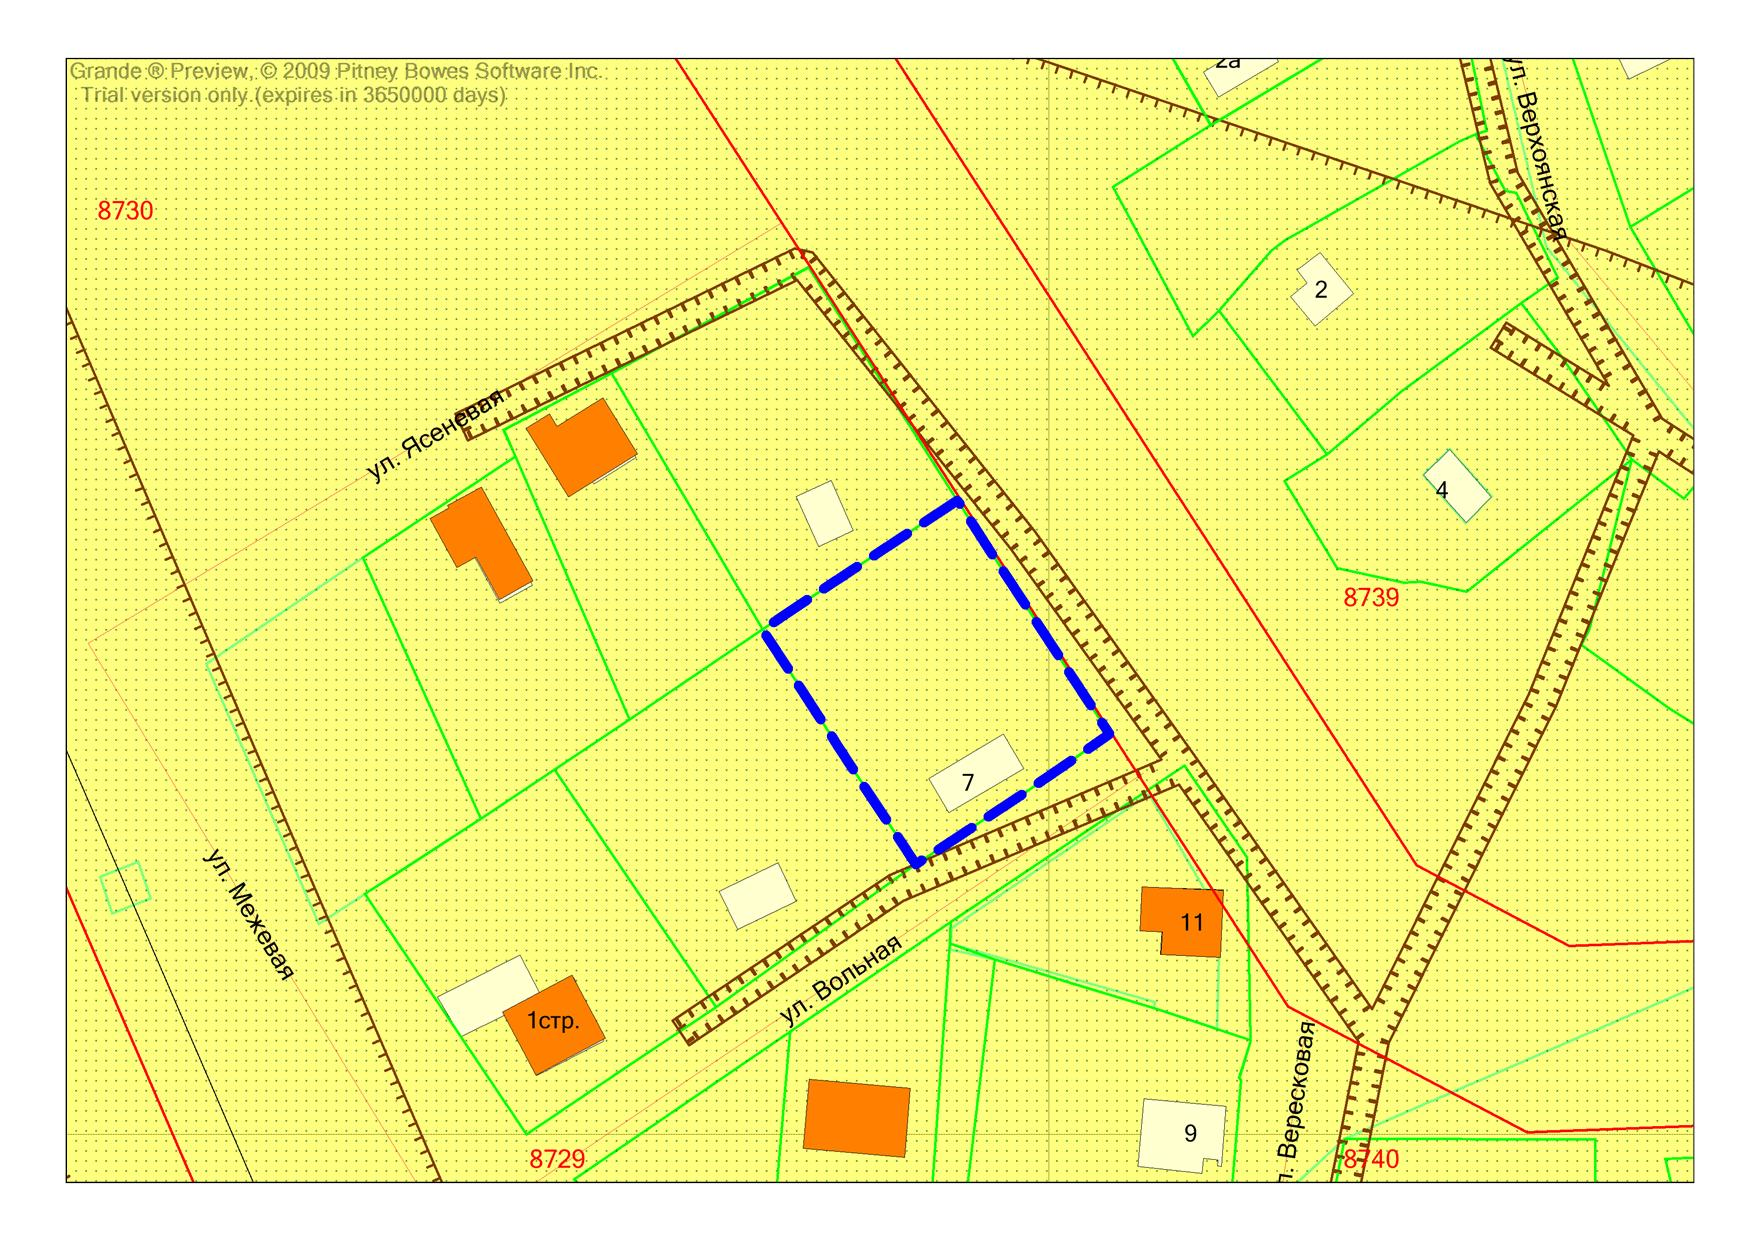 Grande ® Preview, © 2009 Pitney Bowes Software Inc.
Trial version only.(expires in 3650000 days)
2а
ул. Верхоянская
8730
2
ул. Ясеневая
4
8739
7
ул. Межевая
11
ул. Вольная
1стр.
9
Вересковая
8729
8740